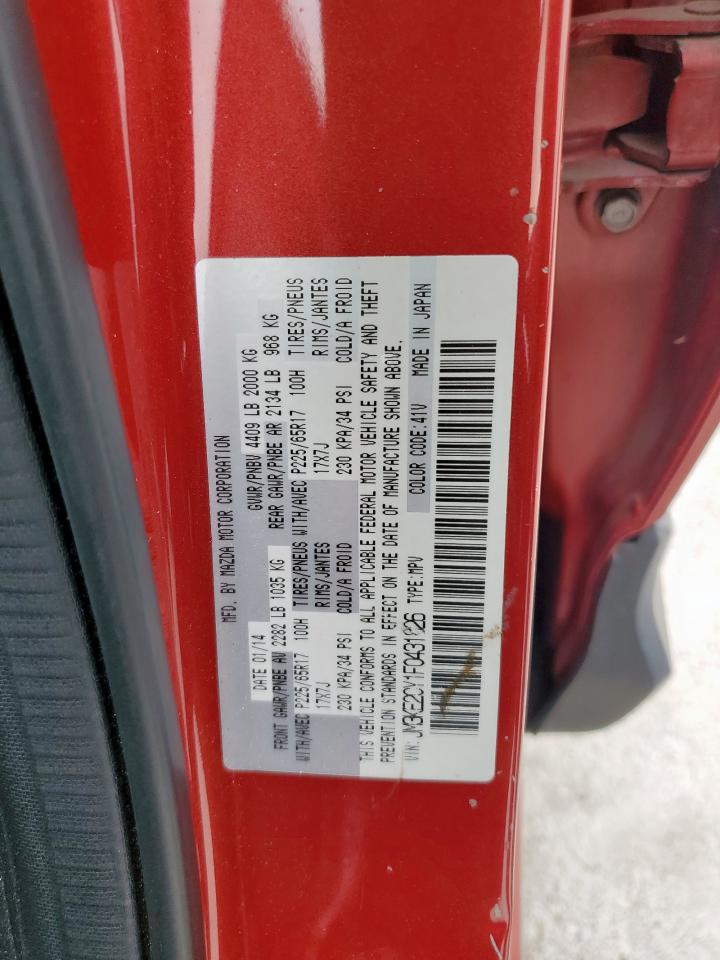 MFD. BY MAZDA MOTOR CORPORATION
DATE 01/14 GVWR/PNBV 4409 LB 2000 KG
FRONT GAWR/PNBE AV 2282 LB 1035 KG REAR GAWR/PNBE AR 2134 LB 968 KG
WITH/AVEC P225/65R17 100H TIRES/PNEUS WITH/AVEC P225/65R17 100H TIRES/PNEUS
17X7J RIMS/JANTES 17X7J RIMS/JANTES
230 KPA/34 PSI COLD/A FROID 230 KPA/34 PSI COLD/A FROID
THIS VEHICLE CONFORMS TO ALL APPLICABLE FEDERAL MOTOR VEHICLE SAFETY AND THEFT
PREVENTION STANDARDS IN EFFECT ON THE DATE OF MANUFACTURE SHOWN ABOVE.
VIN: JM3KE2CY1F0431826 TYPE:MPV COLOR CODE:41V MADE IN JAPAN